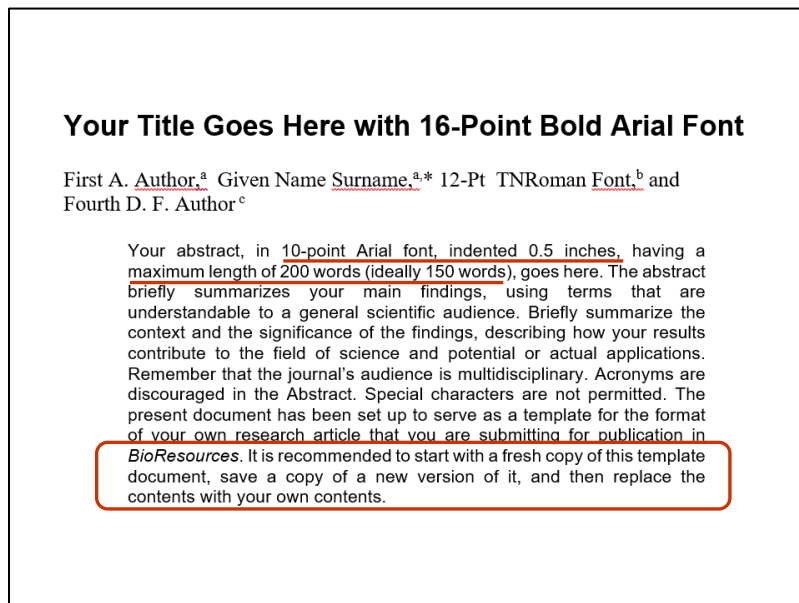 Your Title Goes Here with 16-Point Bold Arial Font
First A. Author,ᵃ Given Name Surname,ᵃ,* 12-Pt TNRoman Font,ᵇ and
Fourth D. F. Author ᶜ
Your abstract, in 10-point Arial font, indented 0.5 inches, having a
maximum length of 200 words (ideally 150 words), goes here. The abstract
briefly summarizes your main findings, using terms that are
understandable to a general scientific audience. Briefly summarize the
context and the significance of the findings, describing how your results
contribute to the field of science and potential or actual applications.
Remember that the journal's audience is multidisciplinary. Acronyms are
discouraged in the Abstract. Special characters are not permitted. The
present document has been set up to serve as a template for the format
of your own research article that you are submitting for publication in
BioResources. It is recommended to start with a fresh copy of this template
document, save a copy of a new version of it, and then replace the
contents with your own contents.